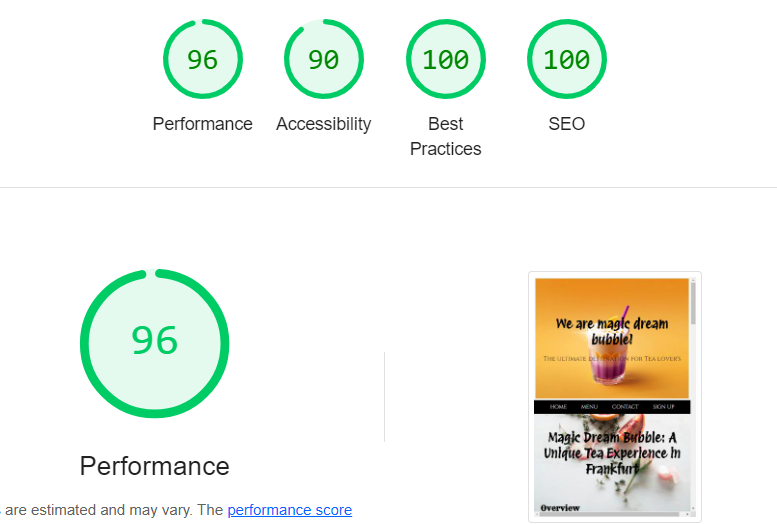 96
90
100
100
Performance
Accessibility
Best
Practices
SEO
96
Performance
are estimated and may vary. The performance score
We are magic dream
bubble!
The ultimate destination for Tea lover's
HOME MENU CONTACT SIGN UP
Magic Dream Bubble: A
Unique Tea Experience in
Frankfurt
Overview